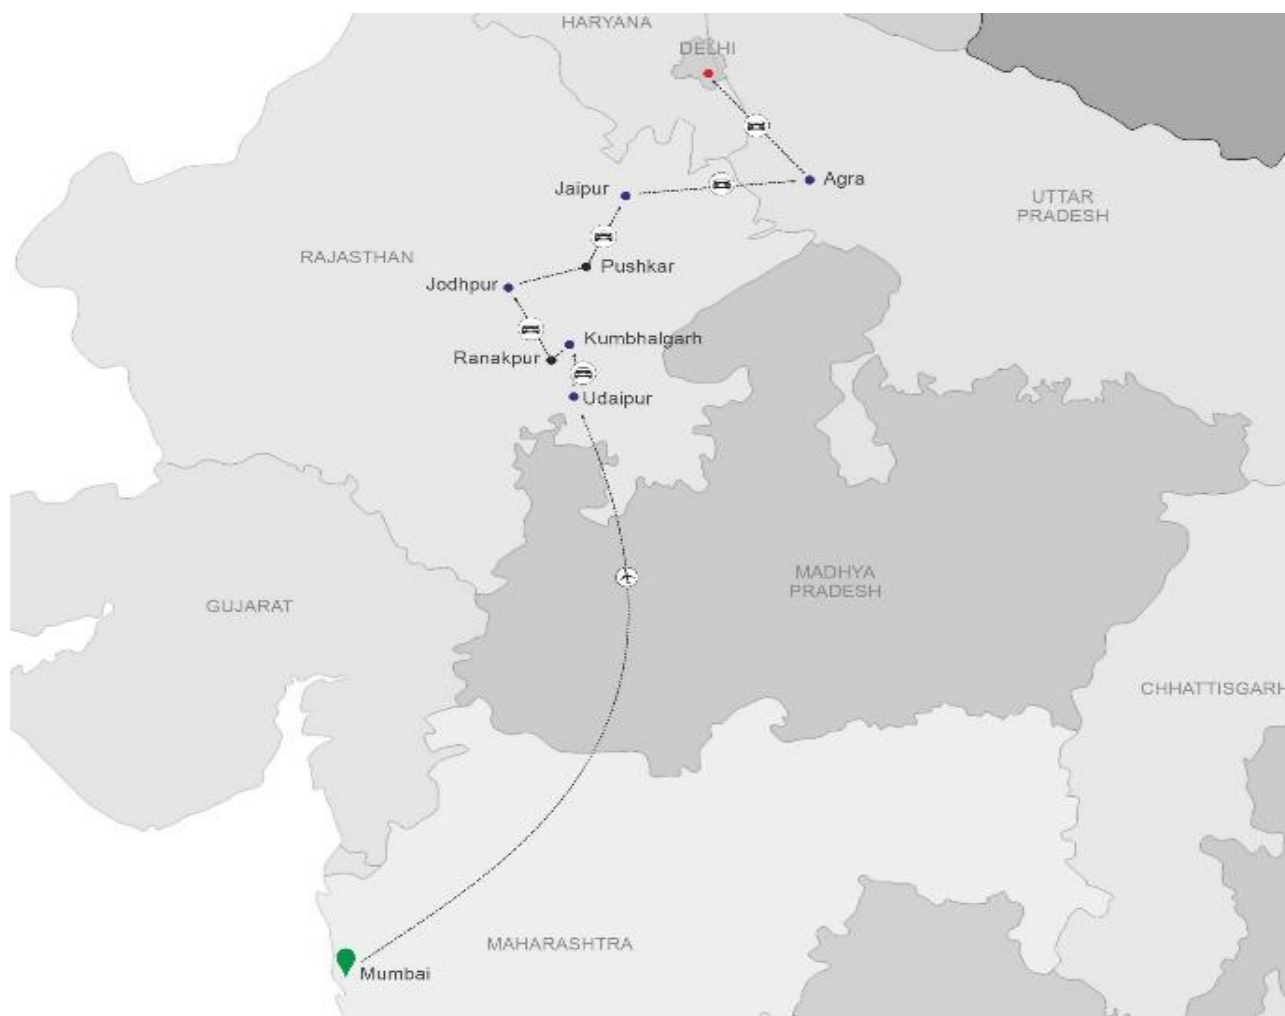 HARYANA
DELHI
Jaipur
Agra
UTTAR
PRADESH
RAJASTHAN
Pushkar
Jodhpur
Kumbhalgarh
Ranakpur
Udaipur
MADHYA
PRADESH
GUJARAT
CHHATTISGARH
MAHARASHTRA
Mumbai